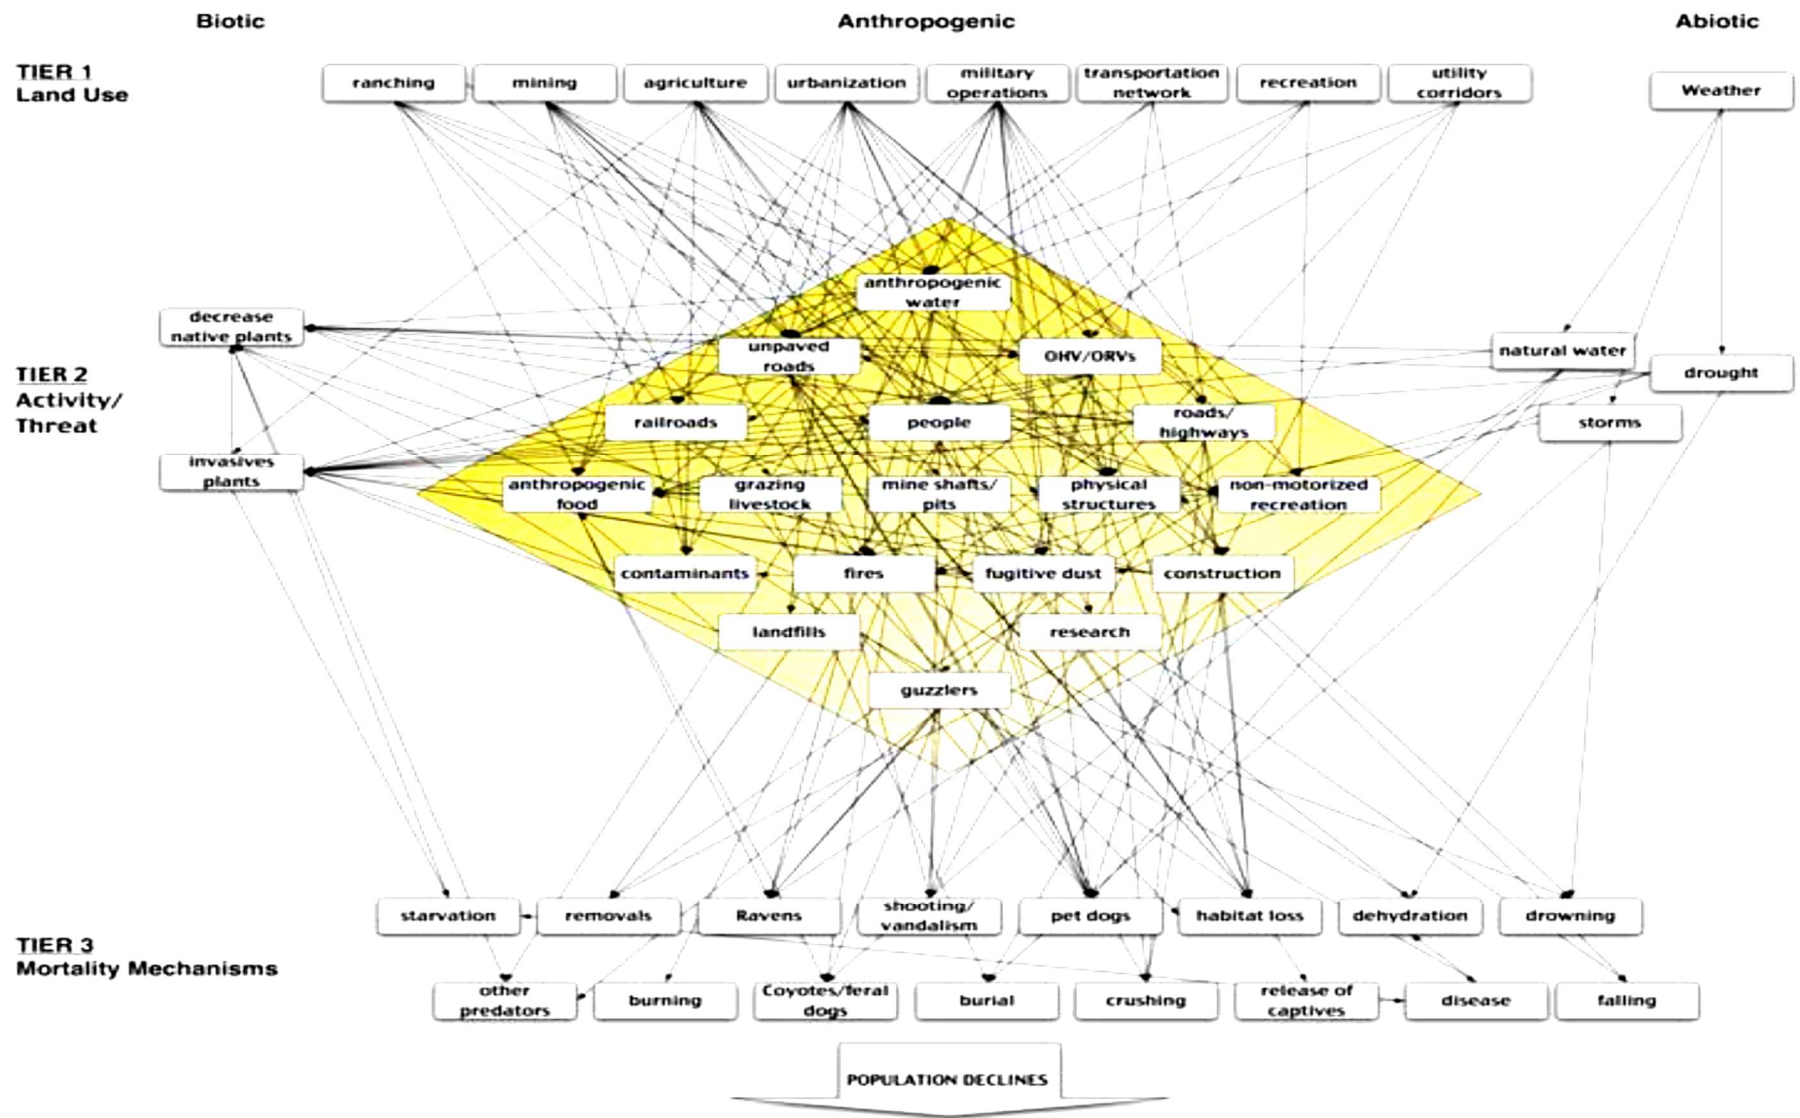 Biotic
Anthropogenic
Abiotic
TIER 1
Land Use
ranching
mining
agriculture
urbanization
military
operations
transportation
network
recreation
utility
corridors
Weather
TIER 2
Activity/
Threat
decrease
native plants
invasives
plants
anthropogenic
water
unpaved
roads
OHV/ORVs
railroads
people
roads/
highways
anthropogenic
food
grazing
livestock
mine shafts/
pits
physical
structures
non-motorized
recreation
contaminants
fires
fugitive dust
construction
landfills
research
guzzlers
natural water
drought
storms
TIER 3
Mortality Mechanisms
starvation
removals
Ravens
shooting/
vandalism
pet dogs
habitat loss
dehydration
drowning
other
predators
burning
Coyotes/feral
dogs
burial
crushing
release of
captives
disease
falling
POPULATION DECLINES